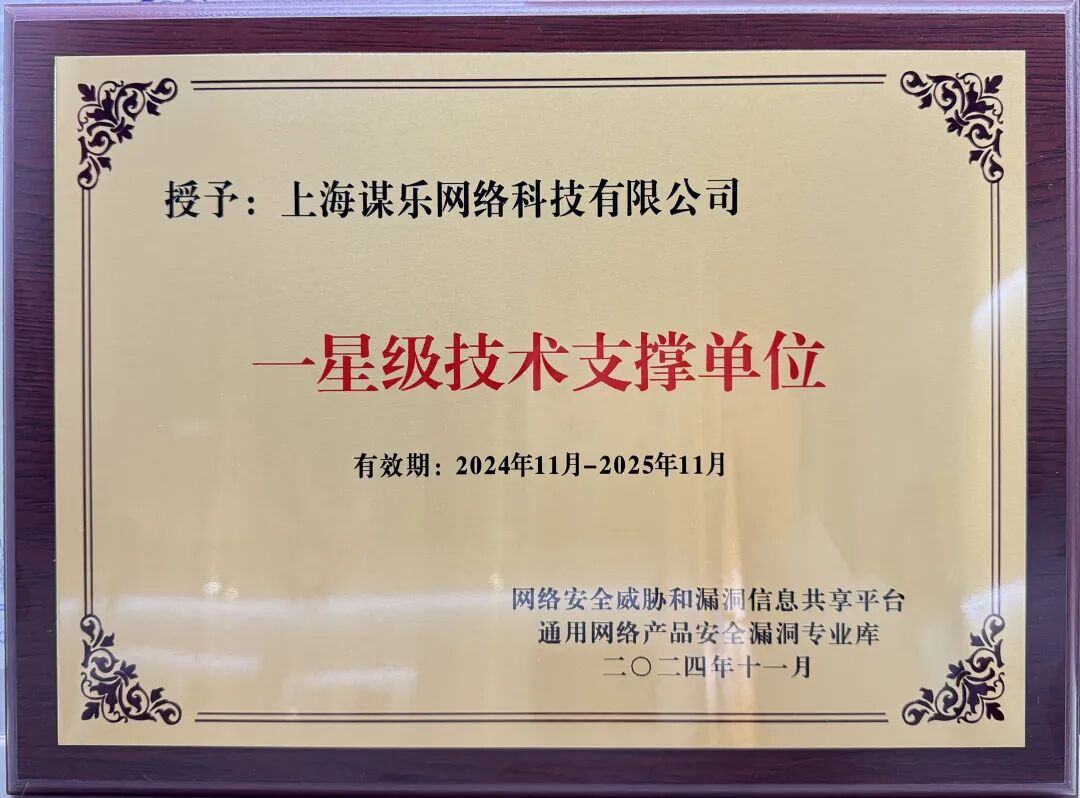 授予：上海谋乐网络科技有限公司
一星级技术支撑单位
有效期：2024年11月-2025年11月
网络安全威胁和漏洞信息共享平台
通用网络产品安全漏洞专业库
二〇二四年十一月